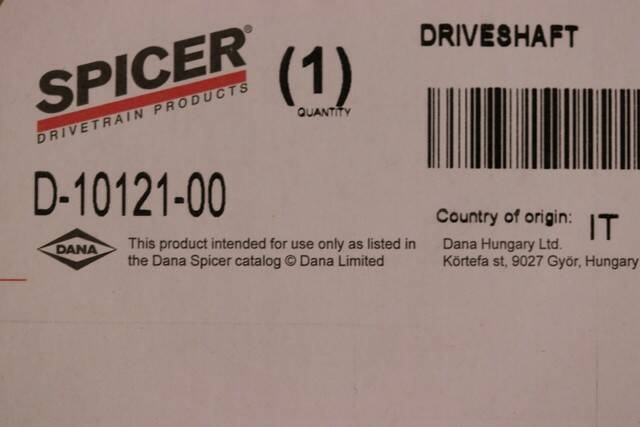 SPICER®
DRIVETRAIN PRODUCTS
(1)
QUANTITY
DRIVESHAFT
D-10121-00
Country of origin: IT
DANA
This product intended for use only as listed in
the Dana Spicer catalog © Dana Limited
Dana Hungary Ltd.
Körtefa st, 9027 Györ, Hungary